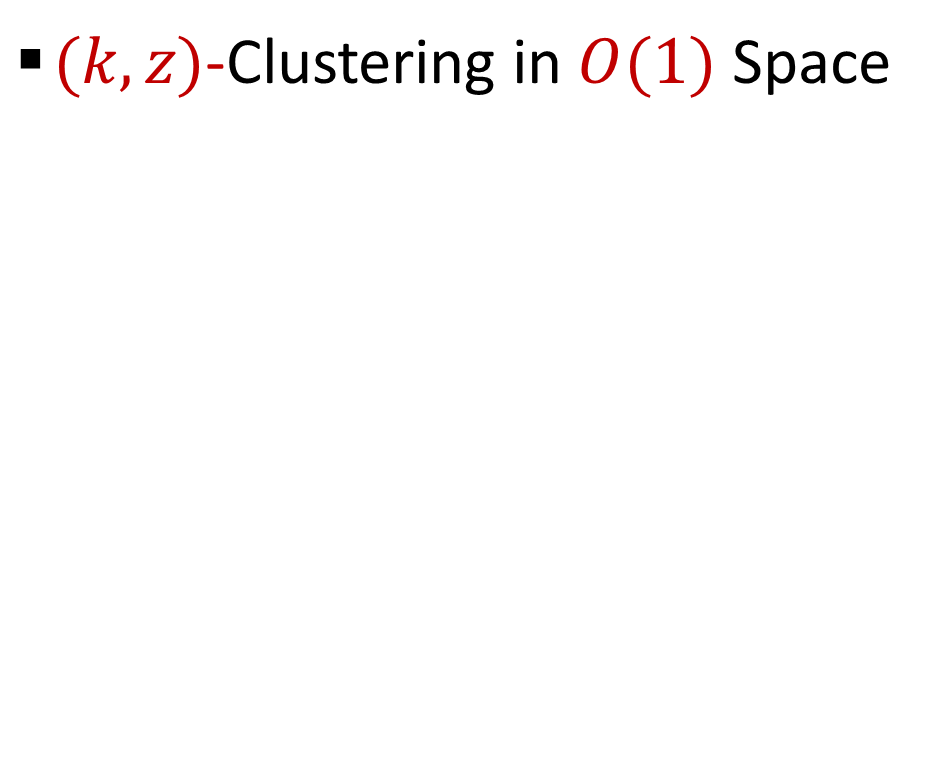 ▪ (k, z)-Clustering in O(1) Space